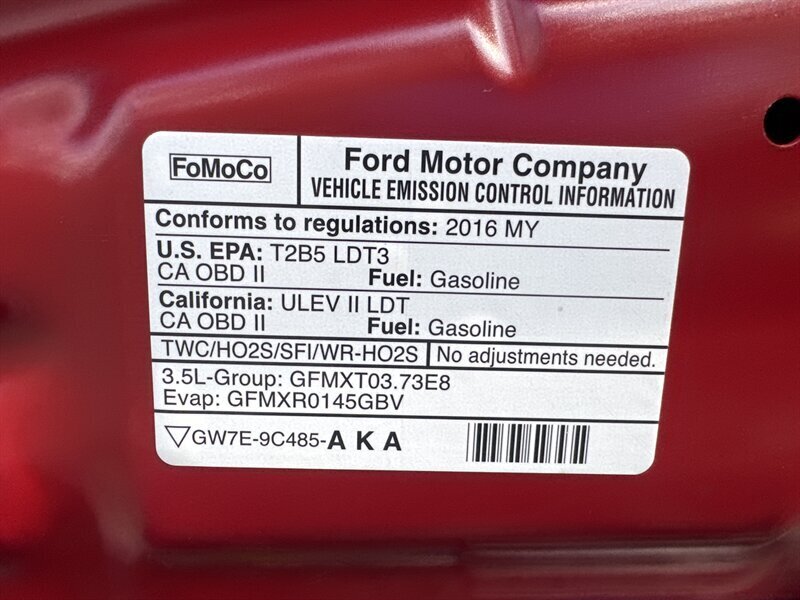 FoMoCo
Ford Motor Company
VEHICLE EMISSION CONTROL INFORMATION
Conforms to regulations: 2016 MY
U.S. EPA: T2B5 LDT3
CA OBD II Fuel: Gasoline
California: ULEV II LDT
CA OBD II Fuel: Gasoline
TWC/HO2S/SFI/WR-HO2S No adjustments needed.
3.5L-Group: GFMXT03.73E8
Evap: GFMXR0145GBV
GW7E-9C485-A K A